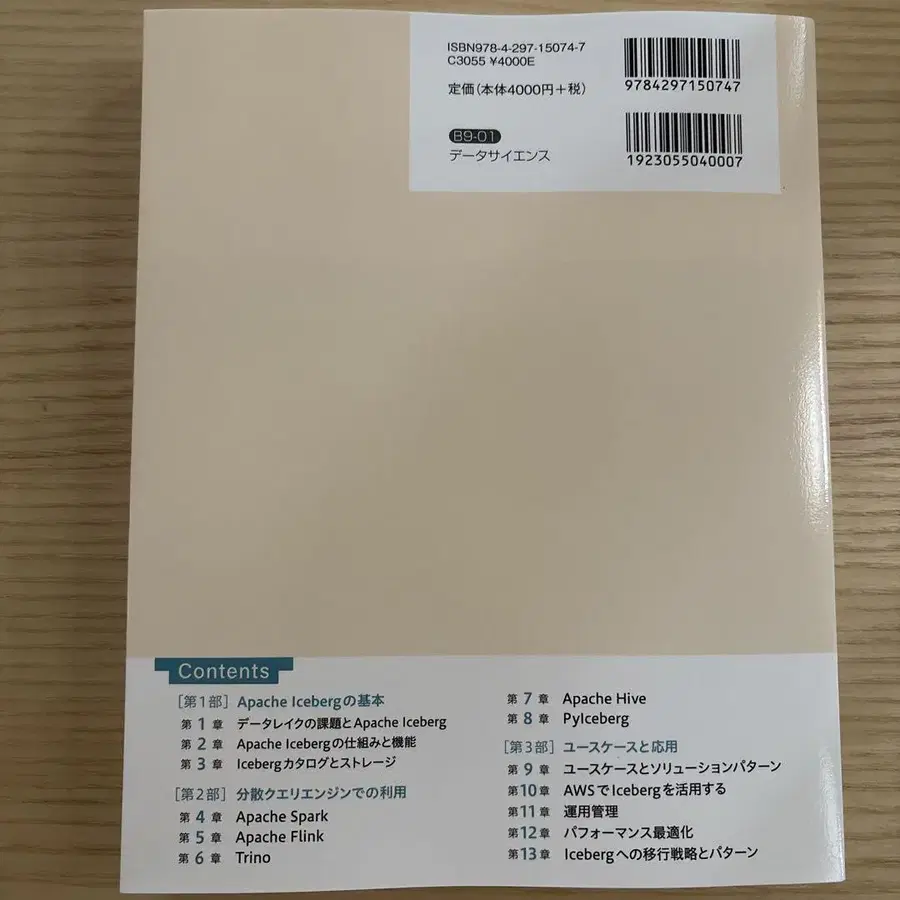 ISBN978-4-297-15074-7
C3055 ¥4000E
定価(本体4000円+税)
B9-01
データサイエンス
9784297150747
1923055040007
Contents
[第1部] Apache Icebergの基本
第1章 データレイクの課題とApache Iceberg
第2章 Apache Icebergの仕組みと機能
第3章 Icebergカタログとストレージ
[第2部] 分散クエリエンジンでの利用
第4章 Apache Spark
第5章 Apache Flink
第6章 Trino
第7章 Apache Hive
第8章 PyIceberg
[第3部] ユースケースと応用
第9章 ユースケースとソリューションパターン
第10章 AWSでIcebergを活用する
第11章 運用管理
第12章 パフォーマンス最適化
第13章 Icebergへの移行戦略とパターン